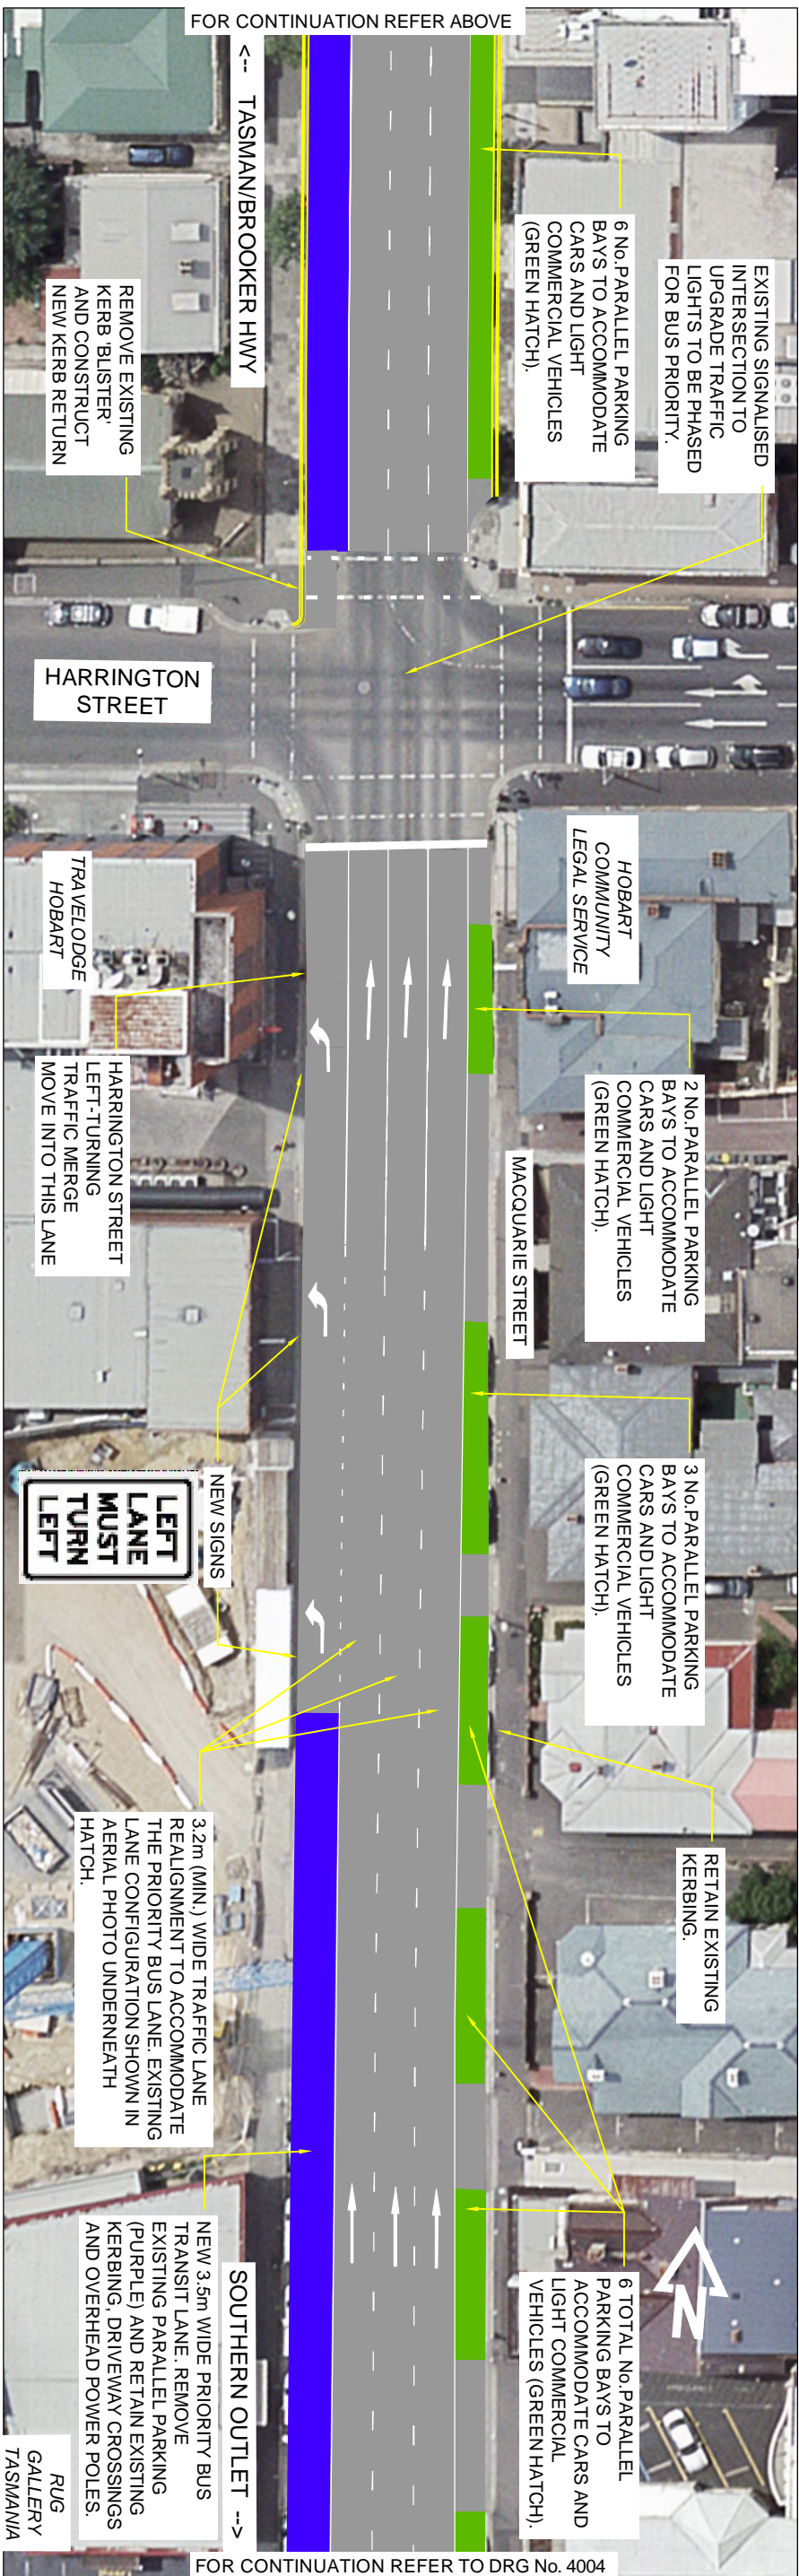 FOR CONTINUATION REFER ABOVE
<-- TASMAN/BROOKER HWY
6 No.PARALLEL PARKING
BAYS TO ACCOMMODATE
CARS AND LIGHT
COMMERCIAL VEHICLES
(GREEN HATCH).
EXISTING SIGNALISED
INTERSECTION TO
UPGRADE TRAFFIC
LIGHTS TO BE PHASED
FOR BUS PRIORITY.
REMOVE EXISTING
KERB 'BLISTER'
AND CONSTRUCT
NEW KERB RETURN
HARRINGTON
STREET
HOBART
COMMUNITY
LEGAL SERVICE
TRAVELODGE
HOBART
HARRINGTON STREET
LEFT-TURNING
TRAFFIC MERGE
MOVE INTO THIS LANE
2 No.PARALLEL PARKING
BAYS TO ACCOMMODATE
CARS AND LIGHT
COMMERCIAL VEHICLES
(GREEN HATCH).
MACQUARIE STREET
3 No.PARALLEL PARKING
BAYS TO ACCOMMODATE
CARS AND LIGHT
COMMERCIAL VEHICLES
(GREEN HATCH).
NEW SIGNS
LEFT
LANE
MUST
TURN
LEFT
RETAIN EXISTING
KERBING.
3.2m (MIN.) WIDE TRAFFIC LANE
REALIGNMENT TO ACCOMMODATE
THE PRIORITY BUS LANE. EXISTING
LANE CONFIGURATION SHOWN IN
AERIAL PHOTO UNDERNEATH
HATCH.
N
6 TOTAL No.PARALLEL
PARKING BAYS TO
ACCOMMODATE CARS AND
LIGHT COMMERCIAL
VEHICLES (GREEN HATCH).
SOUTHERN OUTLET -->
NEW 3.5m WIDE PRIORITY BUS
TRANSIT LANE. REMOVE
EXISTING PARALLEL PARKING
(PURPLE) AND RETAIN EXISTING
KERBING, DRIVEWAY CROSSINGS
AND OVERHEAD POWER POLES.
RUG
GALLERY
TASMANIA
FOR CONTINUATION REFER TO DRG No. 4004